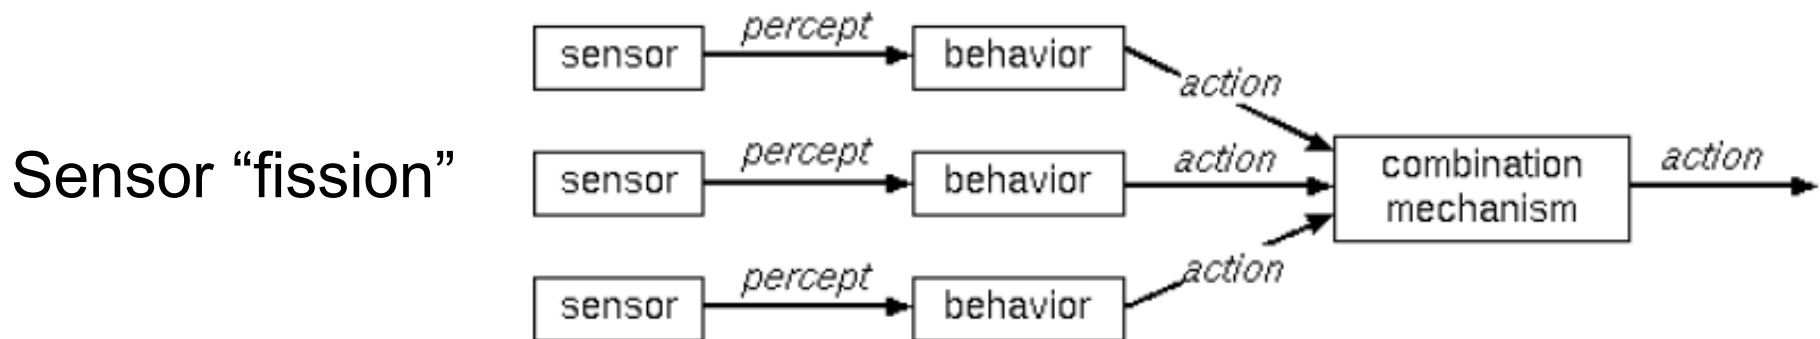 Sensor “fission”
sensor percept behavior action
sensor percept behavior action combination mechanism action
sensor percept behavior action